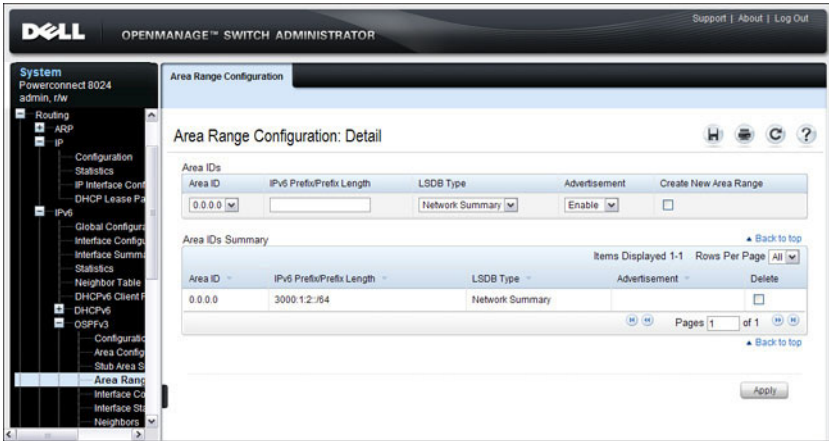 Support | About | Log Out
DELL
OPENMANAGE™ SWITCH ADMINISTRATOR
System
Powerconnect 8024
admin, r/w
Routing
ARP
IP
Configuration
Statistics
IP Interface Conf
DHCP Lease Pa
IPv6
Global Configura
Interface Configu
Interface Summa
Statistics
Neighbor Table
DHCPv6 Client P
DHCPv6
OSPFv3
Configuratio
Area Config
Stub Area S
Area Rang
Interface Co
Interface Sta
Neighbors
Area Range Configuration
Area Range Configuration: Detail
Area IDs
Area ID IPv6 Prefix/Prefix Length LSDB Type Advertisement Create New Area Range
0.0.0.0 Network Summary Enable
Area IDs Summary
Back to top
Items Displayed 1-1 Rows Per Page All
Area ID IPv6 Prefix/Prefix Length LSDB Type Advertisement Delete
0.0.0.0 3000:1:2::/64 Network Summary
Pages 1 of 1
Back to top
Apply